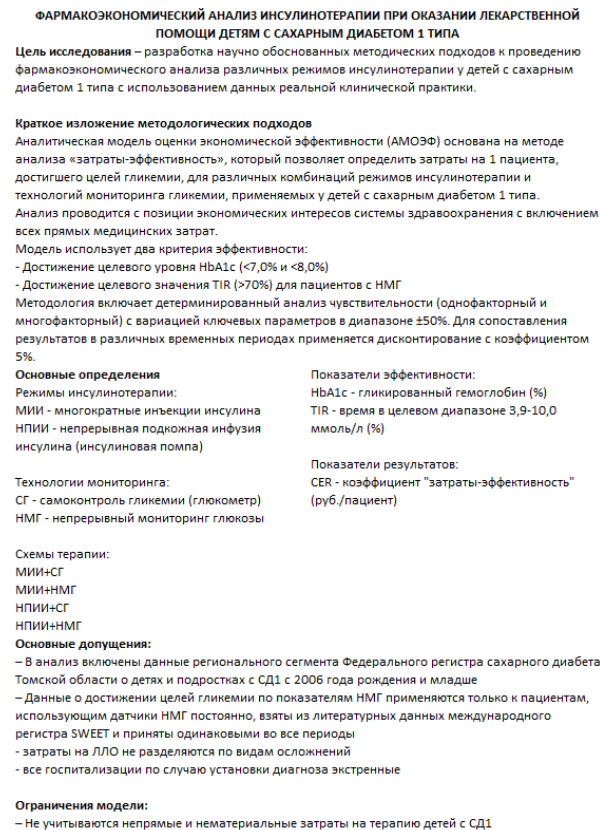 ФАРМАКОЭКОНОМИЧЕСКИЙ АНАЛИЗ ИНСУЛИНОТЕРАПИИ ПРИ ОКАЗАНИИ ЛЕКАРСТВЕННОЙ
ПОМОЩИ ДЕТЯМ С САХАРНЫМ ДИАБЕТОМ 1 ТИПА
Цель исследования – разработка научно обоснованных методических подходов к проведению
фармакоэкономического анализа различных режимов инсулинотерапии у детей с сахарным
диабетом 1 типа с использованием данных реальной клинической практики.
Краткое изложение методологических подходов
Аналитическая модель оценки экономической эффективности (АМОЭФ) основана на методе
анализа «затраты-эффективность», который позволяет определить затраты на 1 пациента,
достигшего целей гликемии, для различных комбинаций режимов инсулинотерапии и
технологий мониторинга гликемии, применяемых у детей с сахарным диабетом 1 типа.
Анализ проводится с позиции экономических интересов системы здравоохранения с включением
всех прямых медицинских затрат.
Модель использует два критерия эффективности:
- Достижение целевого уровня HbA1c (<7,0% и <8,0%)
- Достижение целевого значения TIR (>70%) для пациентов с НМГ
Методология включает детерминированный анализ чувствительности (однофакторный и
многофакторный) с вариацией ключевых параметров в диапазоне ±50%. Для сопоставления
результатов в различных временных периодах применяется дисконтирование с коэффициентом
5%.
Основные определения
Режимы инсулинотерапии:
МИИ - многократные инъекции инсулина
НПИИ - непрерывная подкожная инфузия
инсулина (инсулиновая помпа)
Технологии мониторинга:
СГ - самоконтроль гликемии (глюкометр)
НМГ - непрерывный мониторинг глюкозы
Схемы терапии:
МИИ+СГ
МИИ+НМГ
НПИИ+СГ
НПИИ+НМГ
Показатели эффективности:
HbA1c - гликированный гемоглобин (%)
TIR - время в целевом диапазоне 3,9-10,0
ммоль/л (%)
Показатели результатов:
CER - коэффициент "затраты-эффективность"
(руб./пациент)
Основные допущения:
– В анализ включены данные регионального сегмента Федерального регистра сахарного диабета
Томской области о детях и подростках с СД1 с 2006 года рождения и младше
– Данные о достижении целей гликемии по показателям НМГ применяются только к пациентам,
использующим датчики НМГ постоянно, взяты из литературных данных международного
регистра SWEET и приняты одинаковыми во все периоды
- затраты на ЛЛО не разделяются по видам осложнений
- все госпитализации по случаю установки диагноза экстренные
Ограничения модели:
– Не учитываются непрямые и нематериальные затраты на терапию детей с СД1